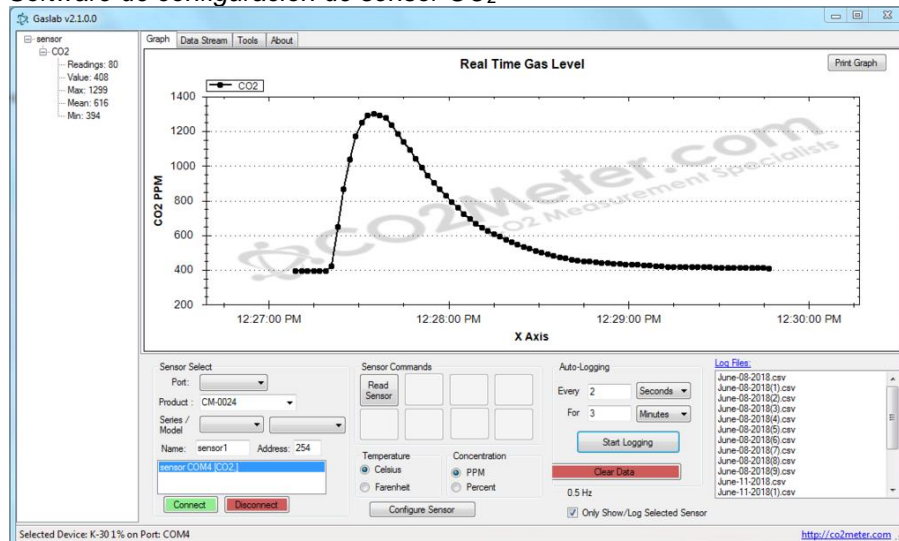 Software de configuración de sensor CO2
Gaslab v2.1.0.0
sensor
CO2
Readings: 80
Value: 408
Max: 1299
Mean: 616
Min: 394
Graph Data Stream Tools About
Real Time Gas Level
Print Graph
CO2
CO2 PPM
1400
1200
1000
800
600
400
200
CO2Meter.com
CO2 Measurement Specialists
12:27:00 PM 12:28:00 PM 12:29:00 PM 12:30:00 PM
X Axis
Sensor Select
Port:
Product : CM-0024
Series / Model
Name: sensor1 Address: 254
sensor COM4 [CO2,]
Connect Disconnect
Sensor Commands
Read Sensor
Temperature
Celsius
Farenheit
Concentration
PPM
Percent
Configure Sensor
Auto-Logging
Every 2 Seconds
For 3 Minutes
Start Logging
Clear Data
0.5 Hz
Only Show/Log Selected Sensor
Log Files:
June-08-2018.csv
June-08-2018(1).csv
June-08-2018(2).csv
June-08-2018(3).csv
June-08-2018(4).csv
June-08-2018(5).csv
June-08-2018(6).csv
June-08-2018(7).csv
June-08-2018(8).csv
June-08-2018(9).csv
June-11-2018.csv
June-11-2018(1).csv
Selected Device: K-30 1% on Port: COM4
http://co2meter.com